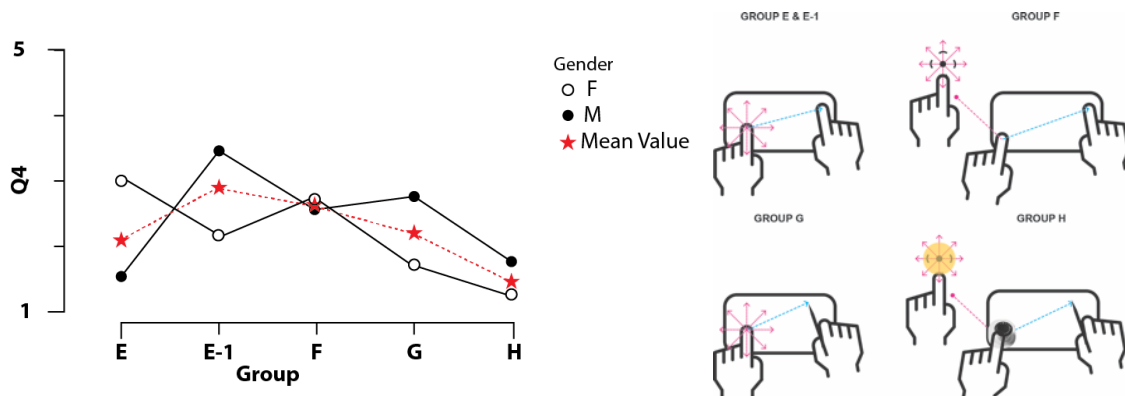 5
Q4
1
E E-1 F G H
Group
Gender
F
M
Mean Value
GROUP E & E-1
GROUP F
GROUP G
GROUP H